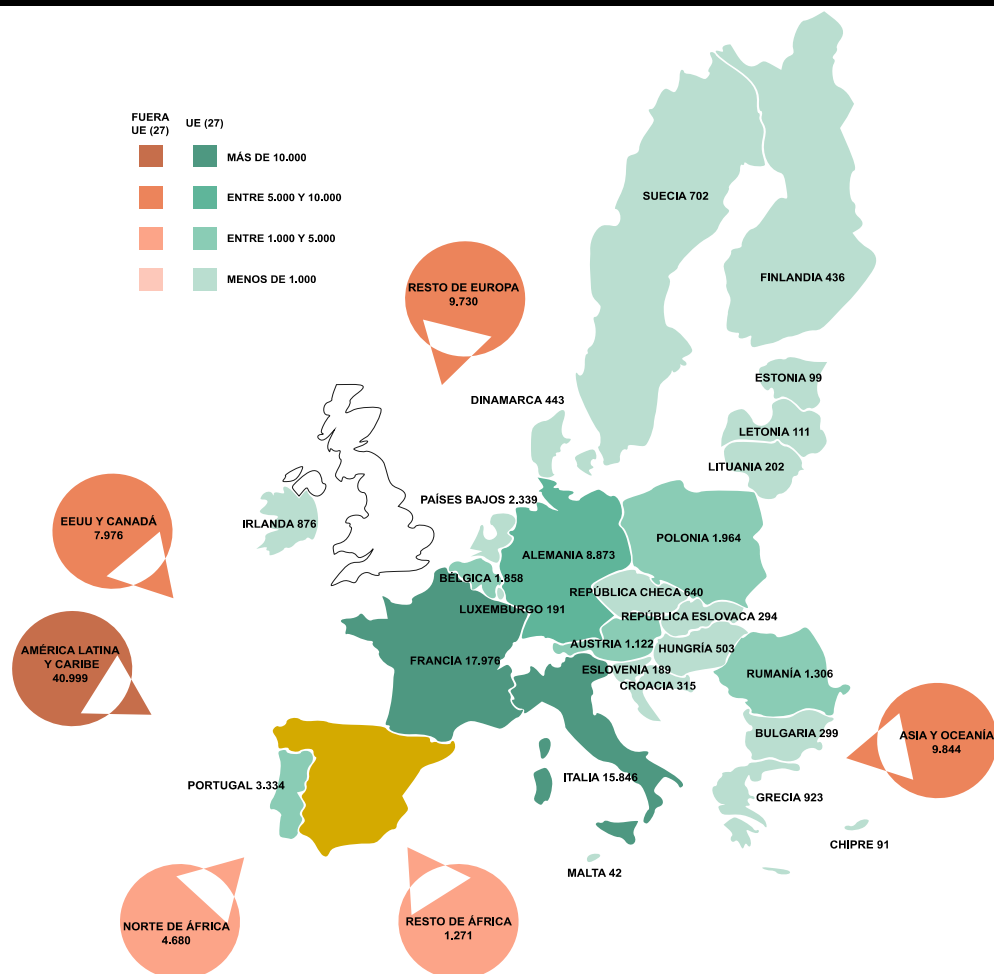 FUERA
UE (27)
UE (27)
MÁS DE 10.000
ENTRE 5.000 Y 10.000
ENTRE 1.000 Y 5.000
MENOS DE 1.000
SUECIA 702
FINLANDIA 436
RESTO DE EUROPA
9.730
ESTONIA 99
DINAMARCA 443
LETONIA 111
LITUANIA 202
PAÍSES BAJOS 2.339
IRLANDA 876
EEUU Y CANADÁ
7.976
ALEMANIA 8.873
POLONIA 1.964
BÉLGICA 1.858
REPÚBLICA CHECA 640
LUXEMBURGO 191
REPÚBLICA ESLOVACA 294
AMÉRICA LATINA
Y CARIBE
40.999
AUSTRIA 1.122
HUNGRÍA 503
FRANCIA 17.976
ESLOVENIA 189
RUMANÍA 1.306
CROACIA 315
BULGARIA 299
ASIA Y OCEANÍA
9.844
PORTUGAL 3.334
ITALIA 15.846
GRECIA 923
CHIPRE 91
MALTA 42
NORTE DE ÁFRICA
4.680
RESTO DE ÁFRICA
1.271